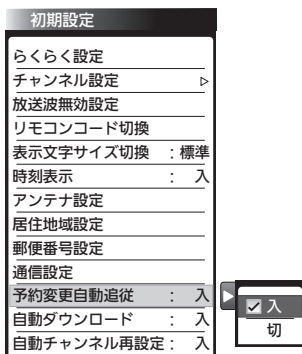 初期設定
らくらく設定
チャンネル設定
放送波無効設定
リモコンコード切換
表示文字サイズ切換 : 標準
時刻表示 : 入
アンテナ設定
居住地域設定
郵便番号設定
通信設定
予約変更自動追従 : 入
自動ダウンロード : 入
自動チャンネル再設定 : 入
入
切